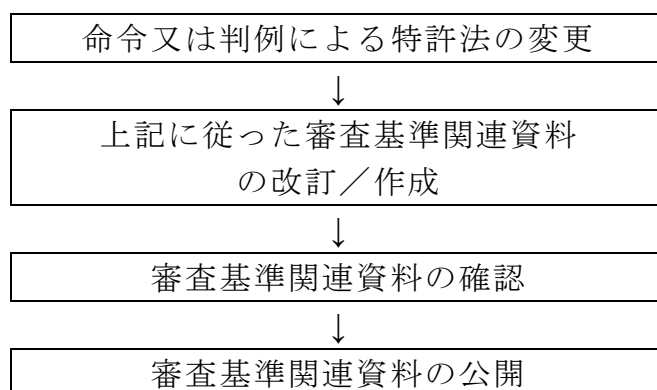 命令又は判例による特許法の変更
↓
上記に従った審査基準関連資料
の改訂／作成
↓
審査基準関連資料の確認
↓
審査基準関連資料の公開